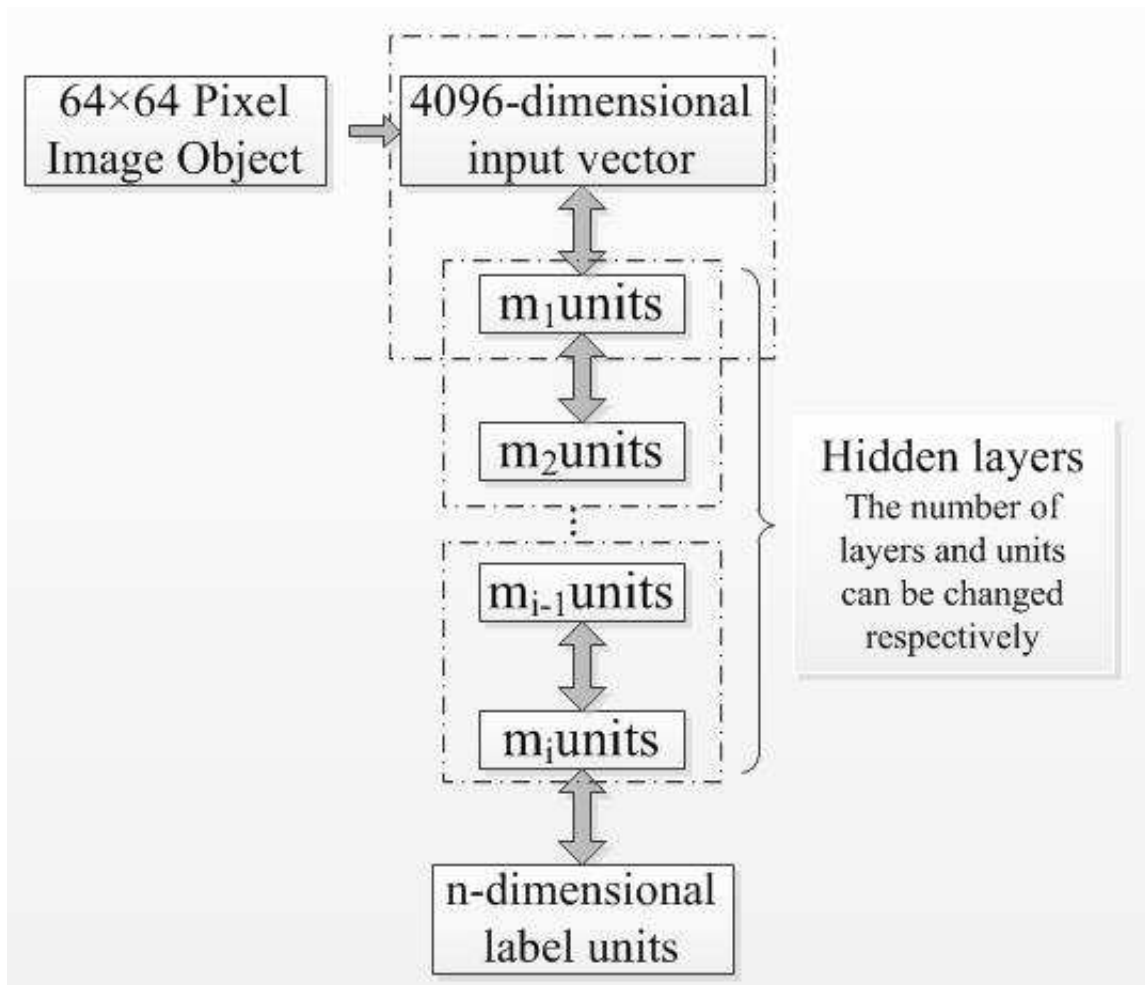 64×64 Pixel
Image Object
4096-dimensional
input vector
m₁units
m₂units
mᵢ₋₁units
mᵢunits
n-dimensional
label units
Hidden layers
The number of
layers and units
can be changed
respectively